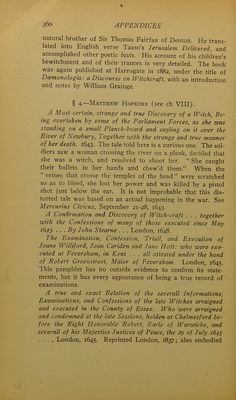 360 APPENDICES
natural brother of Sir Thomas Fairfax of Denton. He trans-
lated into English verse Tasso's Jerusalem Delivered, and
accomplished other poetic feats. His account of his children's
bewitchment and of their trances is very detailed. The book
was again published at Harrogate in 1882, under the title of
Dæmonologia: a Discourse on Witchcraft, with an introduction
and notes by William Grainge.
§ 4.—MATTHEW HOPKINS (see ch VIII).
A Most certain, strange and true Discovery of a Witch, Be-
ing overtaken by some of the Parliament Forces, as she was
standing on a small Planck-board and sayling on it over the
River of Newbury, Together with the strange and true manner
of her death. 1643. The tale told here is a curious one. The sol-
diers saw a woman crossing the river on a plank, decided that
she was a witch, and resolved to shoot her. "She caught
their bullets in her hands and chew'd them." When the
"veines that crosse the temples of the head" were scratched
so as to bleed, she lost her power and was killed by a pistol
shot just below the ear. It is not improbable that this dis-
torted tale was based on an actual happening in the war. See
Mercurius Civicus, September 21-28, 1643.
A Confirmation and Discovery of Witch-craft . . . together
with the Confessions of many of those executed since May
1645. . . . By John Stearne . . . London, 1648.
The Examination, Confession, Triall, and Execution of
Joane Williford, Joan Cariden and Jane Hott: who were exe-
cuted at Feversham, in Kent . . . all attested under the hand
of Robert Greenstreet, Maior of Feversham. London, 1645.
This pamphlet has no outside evidence to confirm its state-
ments, but it has every appearance of being a true record of
examinations.
A true and exact Relation of the severall Informations,
Examinations, and Confessions of the late Witches arraigned
and executed in the County of Essex. Who were arraigned
and condemned at the late Sessions, holden at Chelmesford be-
fore the Right Honorable Robert, Earle of Warwicke, and
severall of his Majesties Justices of Peace, the 29 of July 1645
. . . , London, 1645. Reprinted London, 1837; also embodied